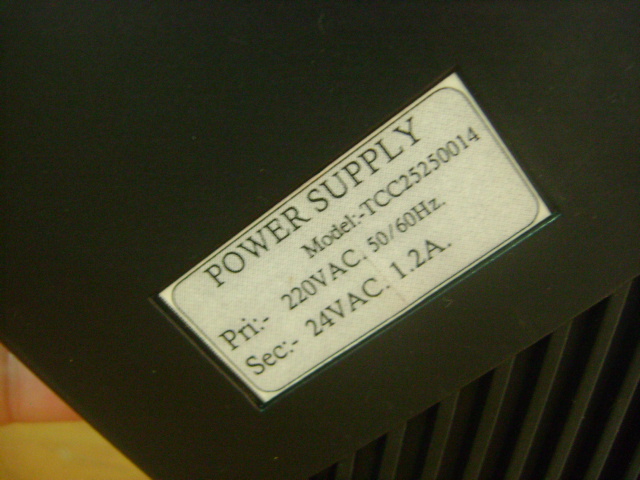 POWER SUPPLY
Model:-TCC25250014
Pri:- 220VAC. 50/60Hz.
Sec:- 24VAC. 1.2A.